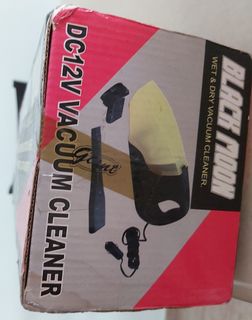 BLACK MOON
WET & DRY VACUUM CLEANER.
DC12V VACUUM CLEANER